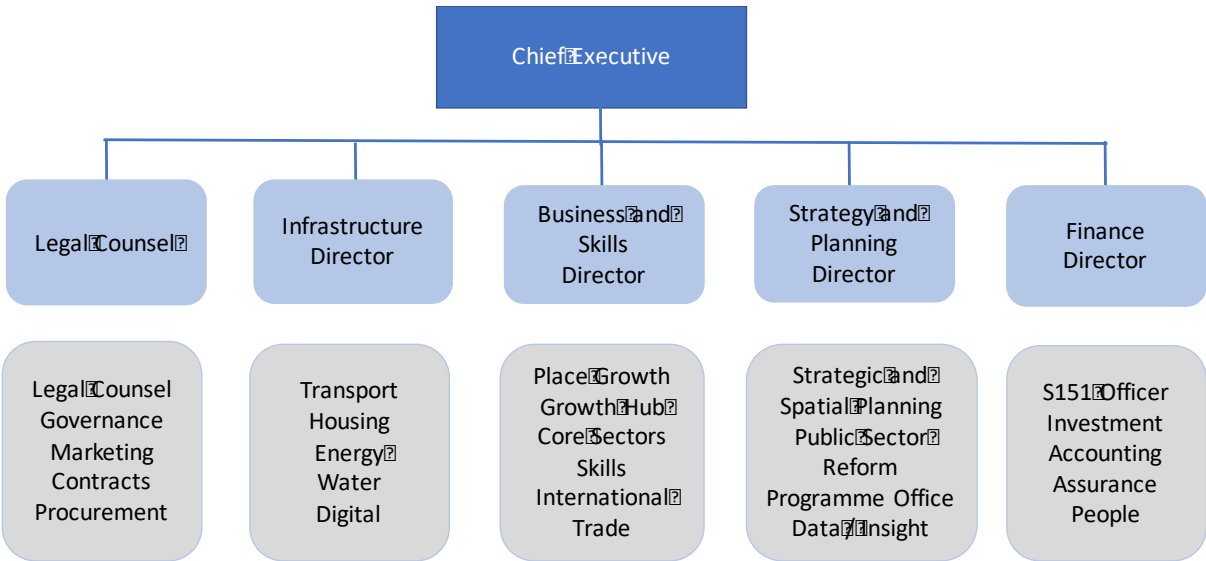 Chief Executive
Legal Counsel
Infrastructure
Director
Business and
Skills
Director
Strategy and
Planning
Director
Finance
Director
Legal Counsel
Governance
Marketing
Contracts
Procurement
Transport
Housing
Energy
Water
Digital
Place Growth
Growth Hub
Core Sectors
Skills
International
Trade
Strategic and
Spatial Planning
Public Sector
Reform
Programme Office
Data / Insight
S151 Officer
Investment
Accounting
Assurance
People